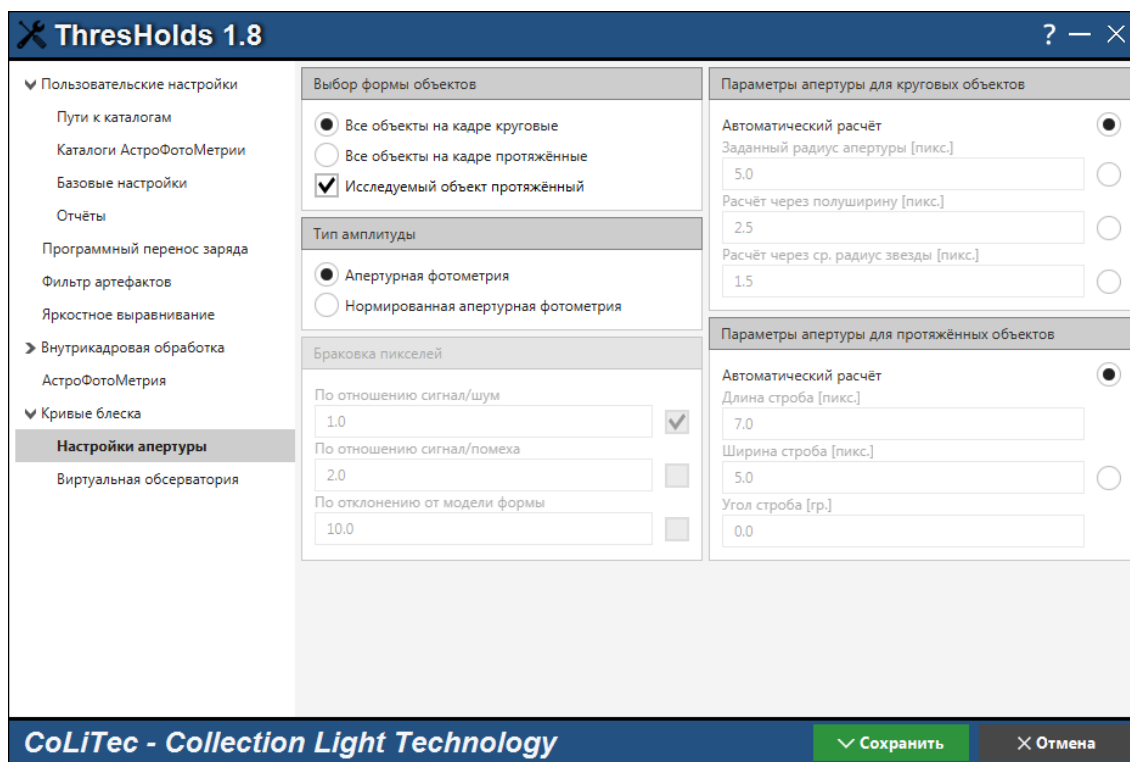 ThresHolds 1.8
?
Пользовательские настройки
Пути к каталогам
Каталоги АстроФотоМетрии
Базовые настройки
Отчёты
Программный перенос заряда
Фильтр артефактов
Яркостное выравнивание
Внутрикадровая обработка
АстроФотоМетрия
Кривые блеска
Настройки апертуры
Виртуальная обсерватория
Выбор формы объектов
Все объекты на кадре круговые
Все объекты на кадре протяжённые
Исследуемый объект протяжённый
Тип амплитуды
Апертурная фотометрия
Нормированная апертурная фотометрия
Браковка пикселей
По отношению сигнал/шум
1.0
По отношению сигнал/помеха
2.0
По отклонению от модели формы
10.0
Параметры апертуры для круговых объектов
Автоматический расчёт
Заданный радиус апертуры [пикс.]
5.0
Расчёт через полуширину [пикс.]
2.5
Расчёт через ср. радиус звезды [пикс.]
1.5
Параметры апертуры для протяжённых объектов
Автоматический расчёт
Длина строба [пикс.]
7.0
Ширина строба [пикс.]
5.0
Угол строба [гр.]
0.0
CoLiTec - Collection Light Technology
Сохранить
Отмена